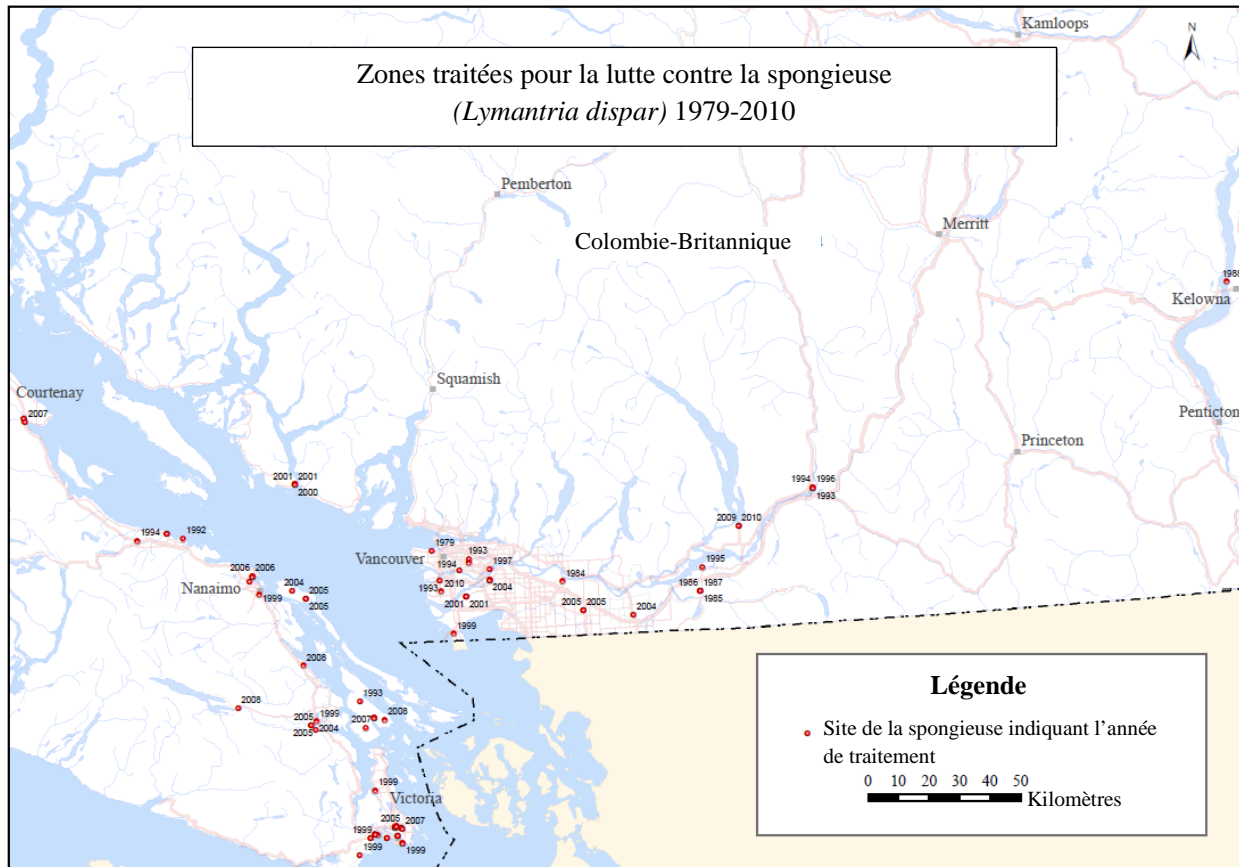 Kamloops
N
Zones traitées pour la lutte contre la spongieuse
(Lymantria dispar) 1979-2010
Pemberton
Merritt
Colombie-Britannique
Kelowna
Squamish
Courtenay
2007
Penticton
Princeton
2001 2001
2000
1994 1996
1993
2009 2010
1994
1992
1979
Vancouver
1993
1994
1997
1995
2006 2006
Nanaimo
1999
2004
2005
2005
2010
1993
2004
2001 2001
1984
1986 1987
1985
2005 2005
2004
1999
2008
2008
1993
2005
1999
2005
2004
2007
2008
1999
Victoria
2005
2007
1999
1999
1999
Légende
Site de la spongieuse indiquant l’année
de traitement
0 10 20 30 40 50
Kilomètres